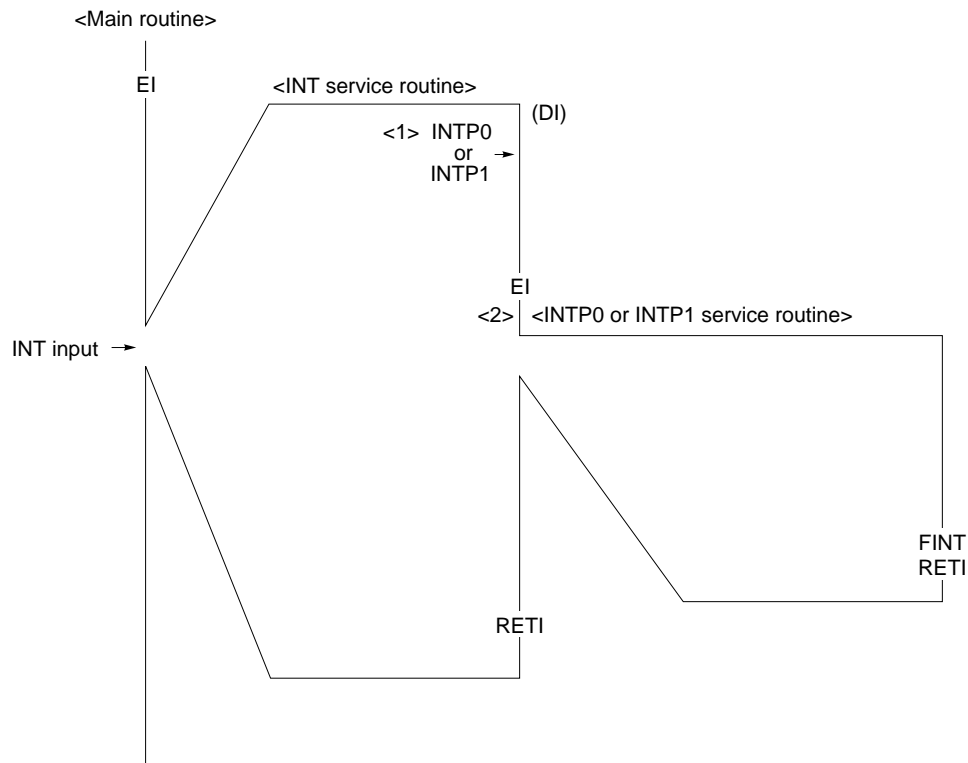 <Main routine>
EI
<INT service routine>
(DI)
<1> INTP0
or
INTP1
EI
<2> <INTP0 or INTP1 service routine>
INT input
FINT
RETI
RETI